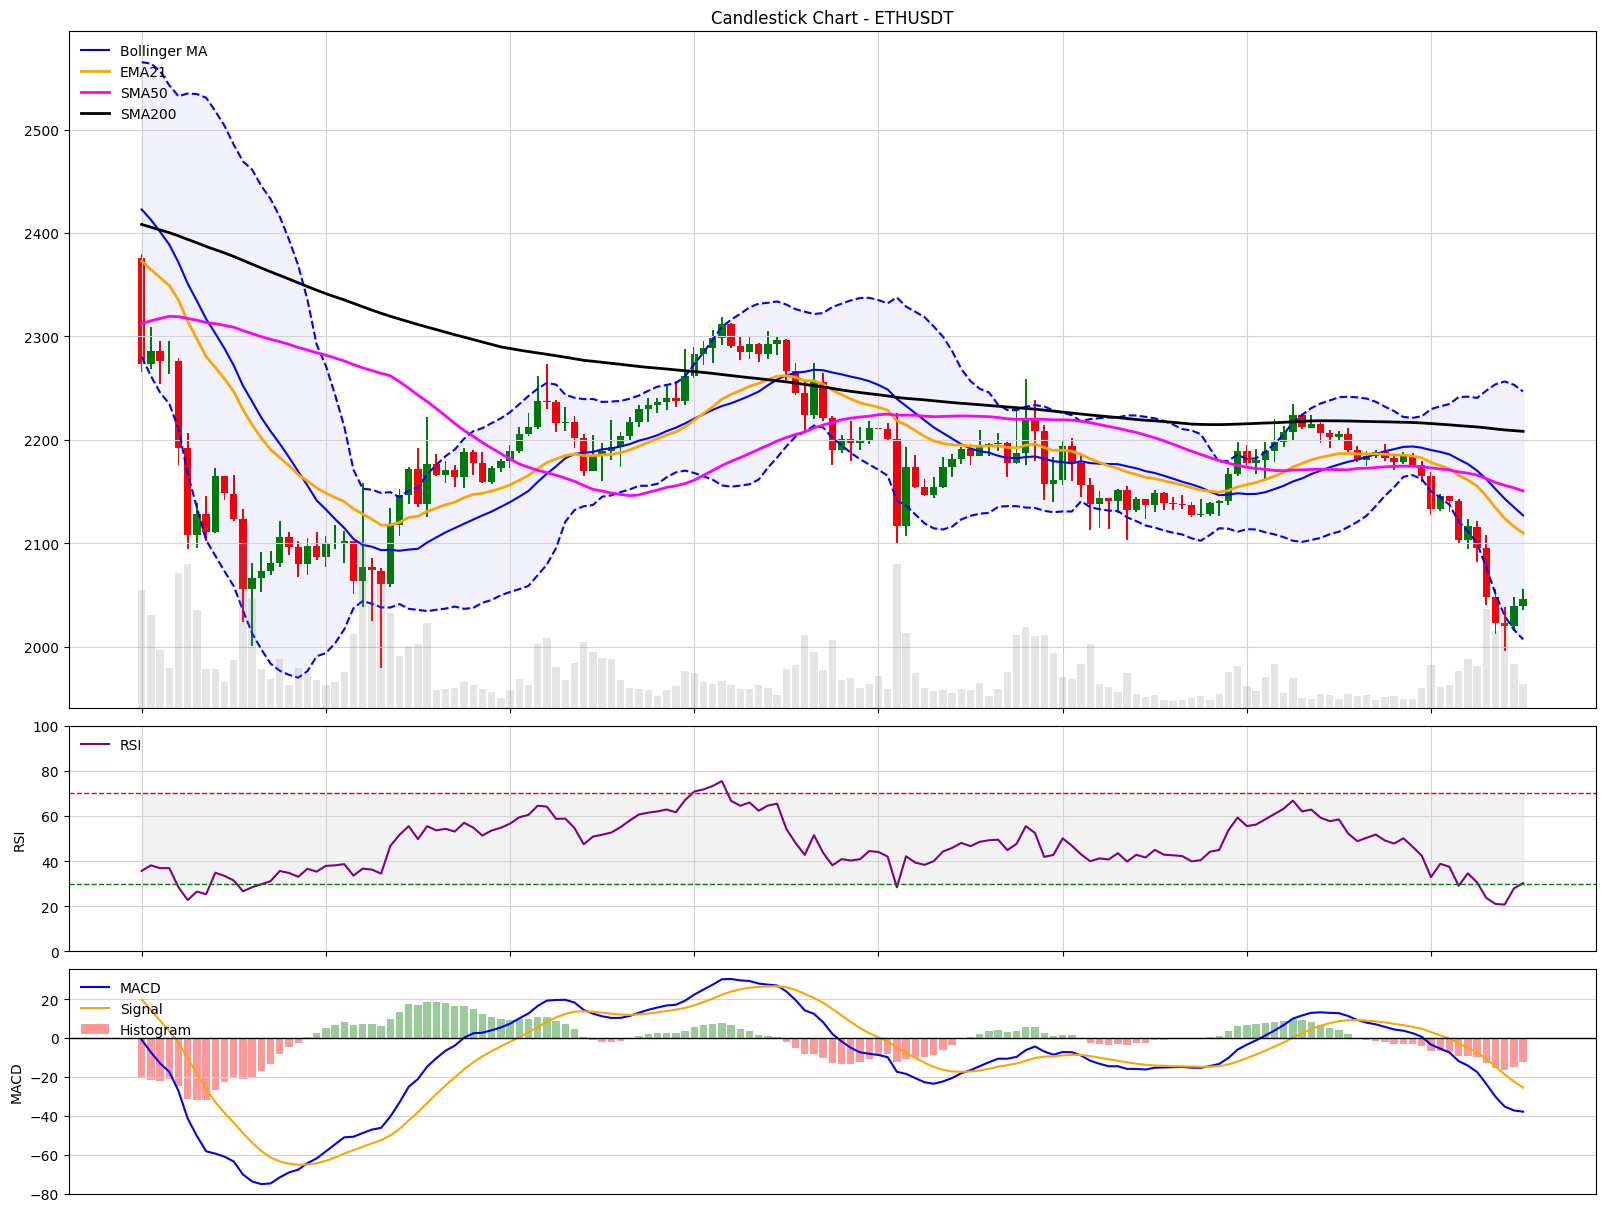 Candlestick Chart - ETHUSDT
Bollinger MA
EMA21
SMA50
SMA200
2500
2400
2300
2200
2100
2000
RSI
100
80
60
40
20
0
RSI
MACD
Signal
Histogram
20
0
−20
−40
−60
−80
MACD